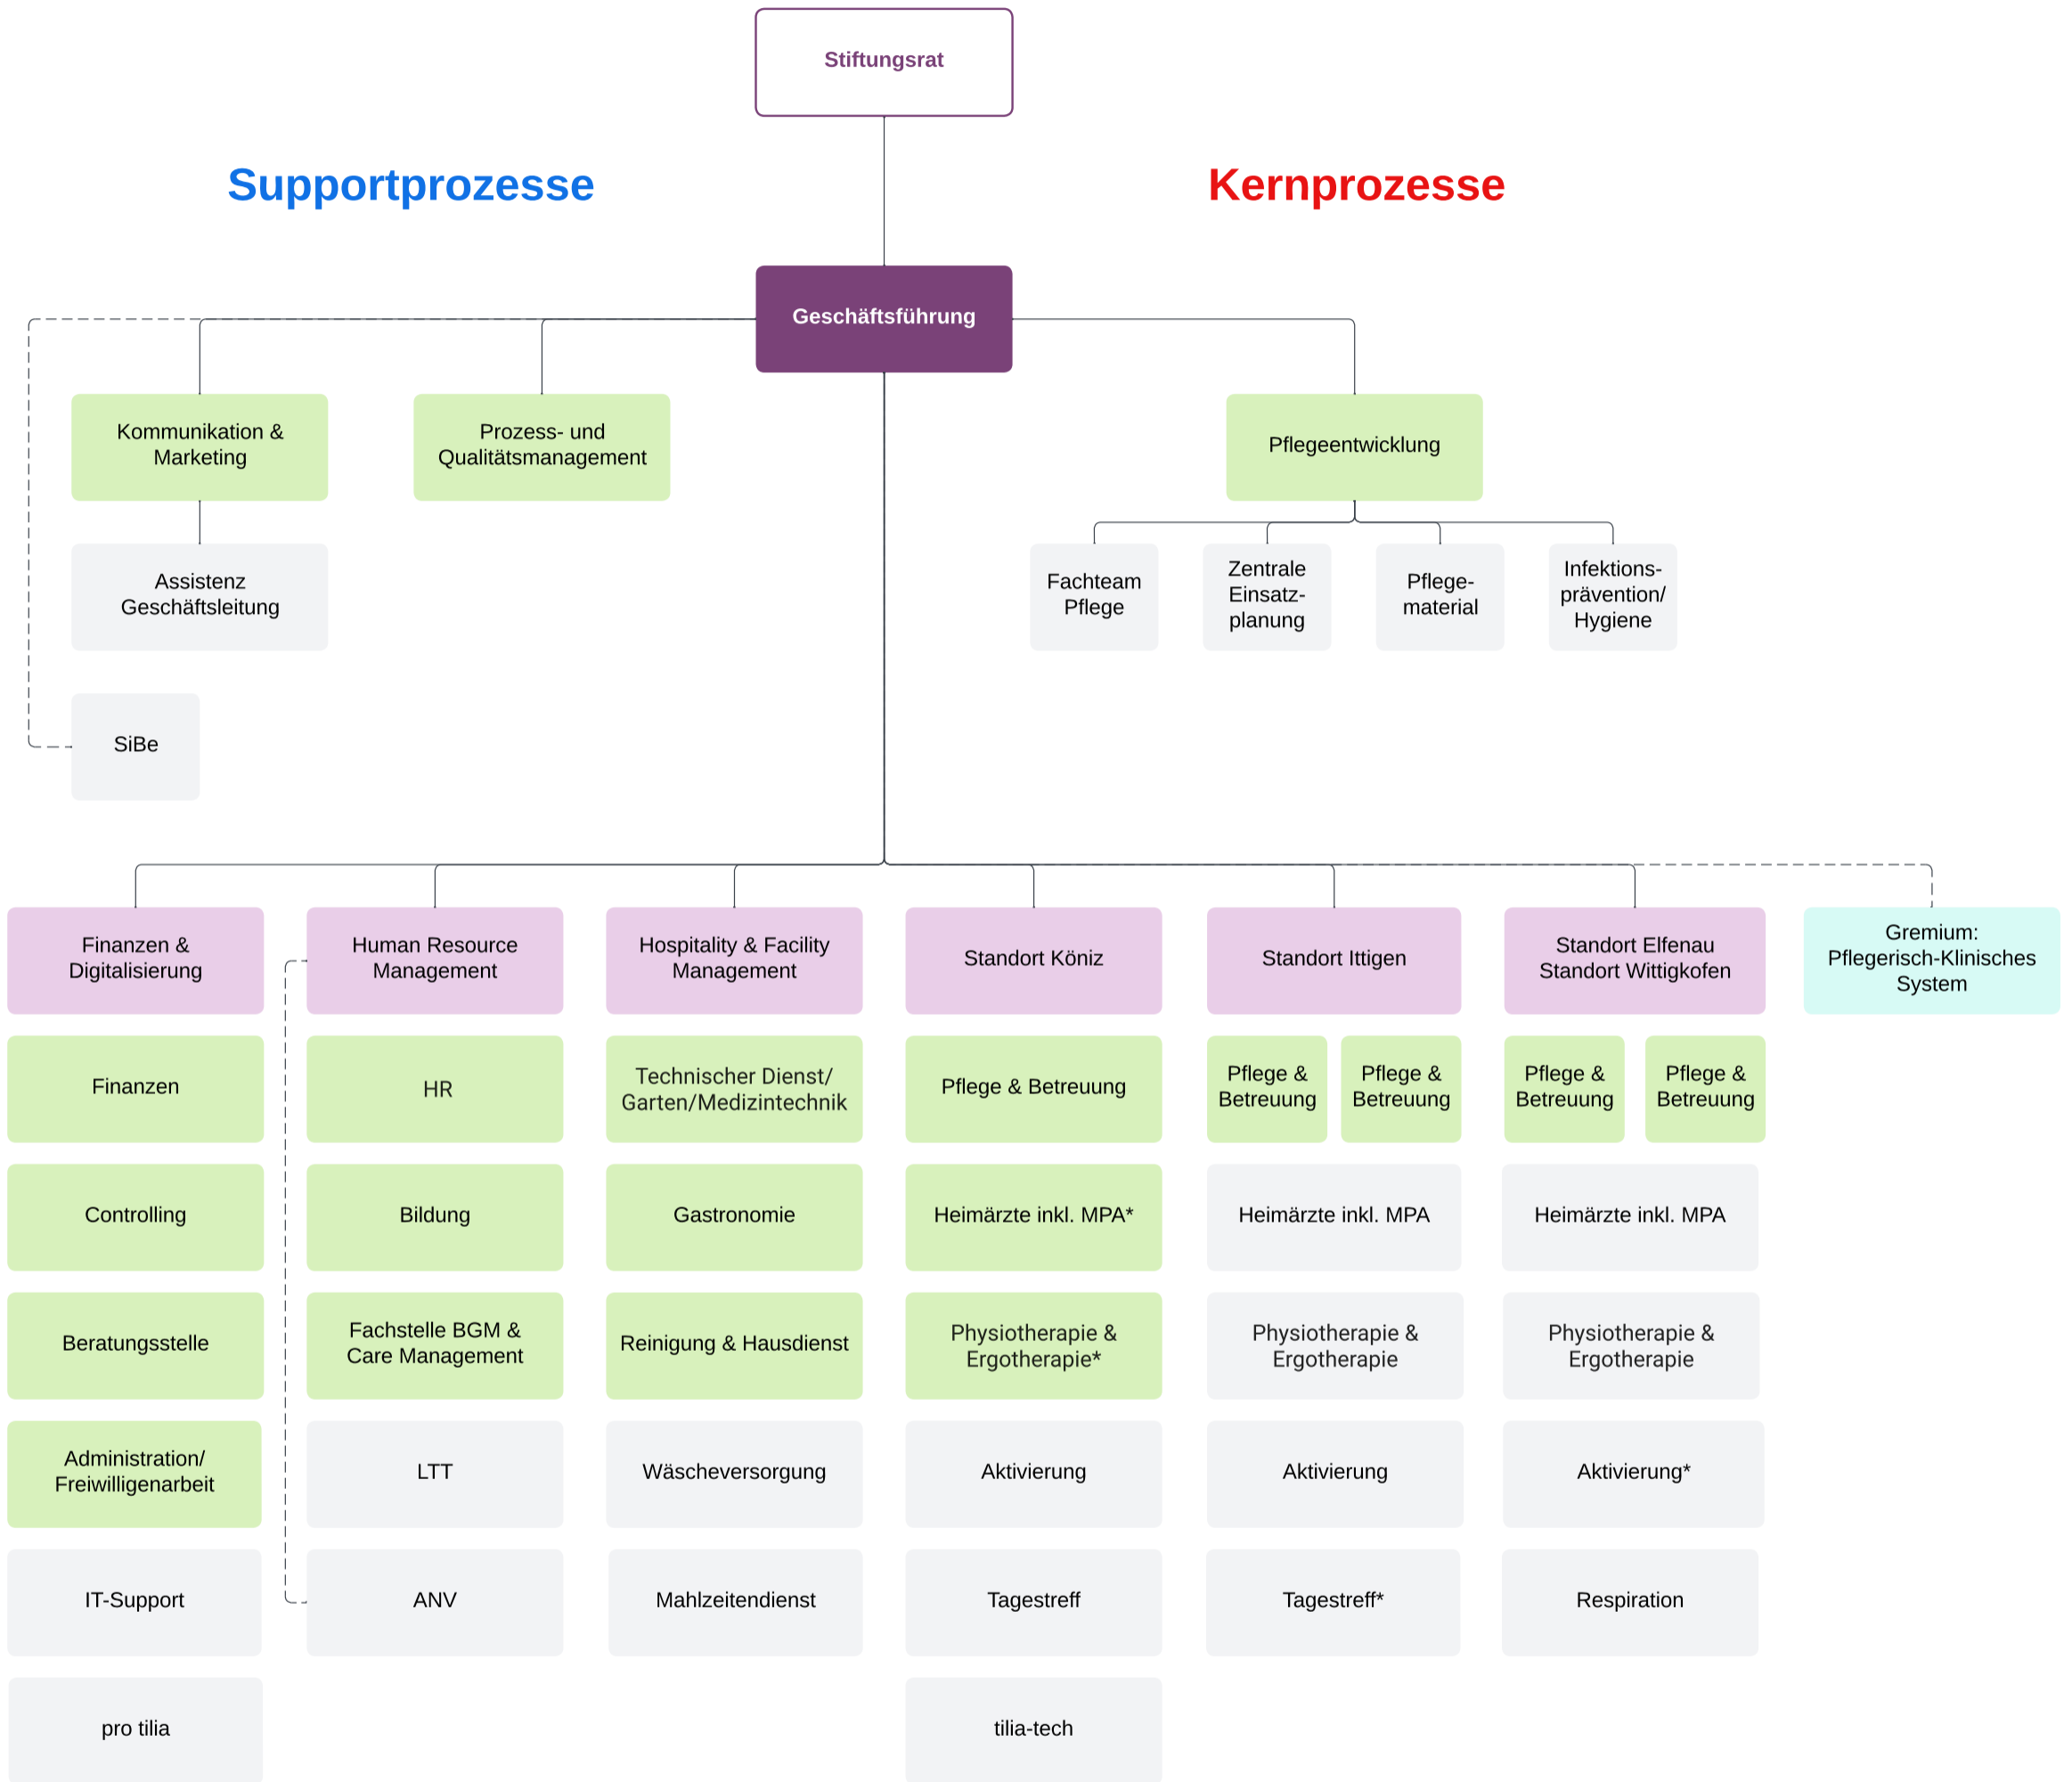 Stiftungsrat
Supportprozesse
Kernprozesse
Geschäftsführung
Kommunikation &
Marketing
Prozess- und
Qualitätsmanagement
Pflegeentwicklung
Assistenz
Geschäftsleitung
Fachteam
Pflege
Zentrale
Einsatz-
planung
Pflege-
material
Infektions-
prävention/
Hygiene
SiBe
Finanzen &
Digitalisierung
Human Resource
Management
Hospitality & Facility
Management
Standort Köniz
Standort Ittigen
Standort Elfenau
Standort Wittigkofen
Gremium:
Pflegerisch-Klinisches
System
Finanzen
HR
Technischer Dienst/
Garten/Medizintechnik
Pflege & Betreuung
Pflege &
Betreuung
Pflege &
Betreuung
Pflege &
Betreuung
Pflege &
Betreuung
Controlling
Bildung
Gastronomie
Heimärzte inkl. MPA*
Heimärzte inkl. MPA
Heimärzte inkl. MPA
Beratungsstelle
Fachstelle BGM &
Care Management
Reinigung & Hausdienst
Physiotherapie &
Ergotherapie*
Physiotherapie &
Ergotherapie
Physiotherapie &
Ergotherapie
Administration/
Freiwilligenarbeit
LTT
Wäscheversorgung
Aktivierung
Aktivierung
Aktivierung*
IT-Support
ANV
Mahlzeitendienst
Tagestreff
Tagestreff*
Respiration
pro tilia
tilia-tech